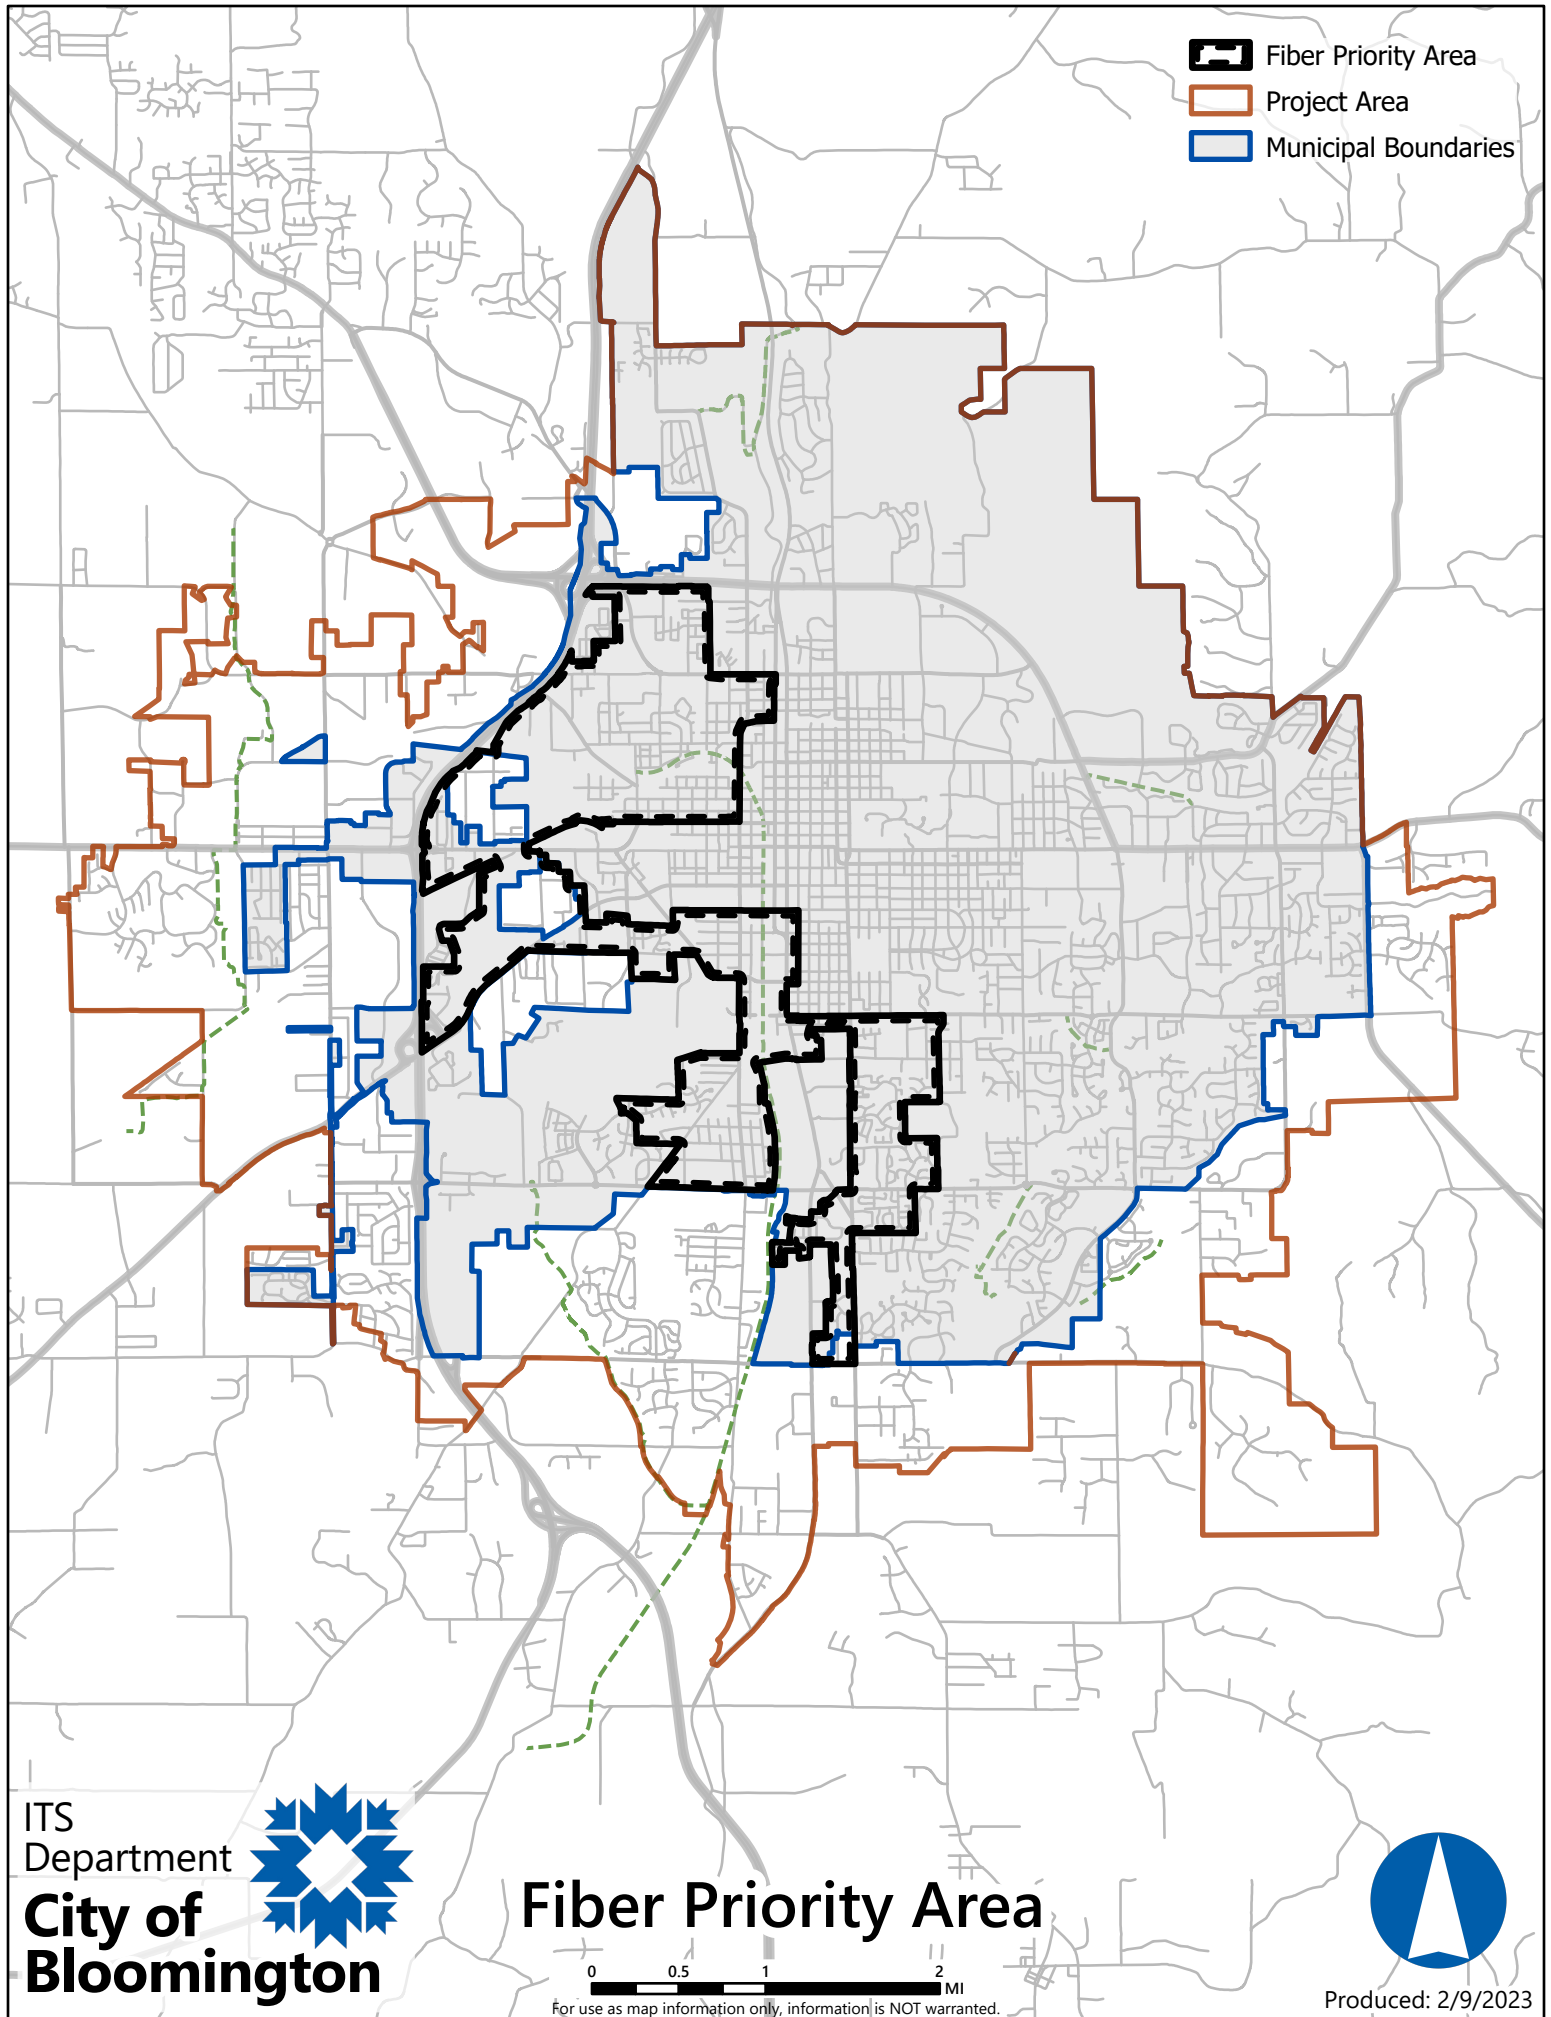 Fiber Priority Area
Project Area
Municipal Boundaries
ITS
Department
City of
Bloomington
Fiber Priority Area
0 0.5 1 2
MI
For use as map information only, information is NOT warranted.
Produced: 2/9/2023